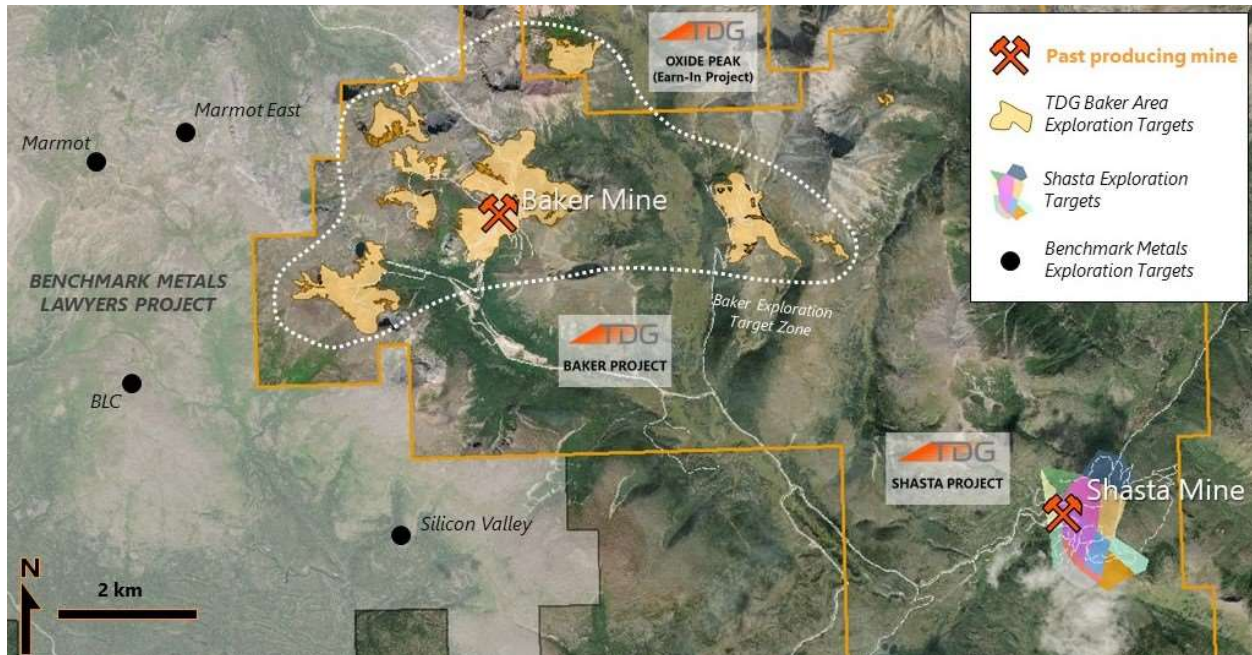 TDG
OXIDE PEAK
(Earn-In Project)
Past producing mine
TDG Baker Area
Exploration Targets
Shasta Exploration
Targets
Benchmark Metals
Exploration Targets
Marmot East
Marmot
Baker Mine
BENCHMARK METALS
LAWYERS PROJECT
Baker Exploration
Target Zone
TDG
BAKER PROJECT
BLC
TDG
SHASTA PROJECT
Shasta Mine
Silicon Valley
N
2 km